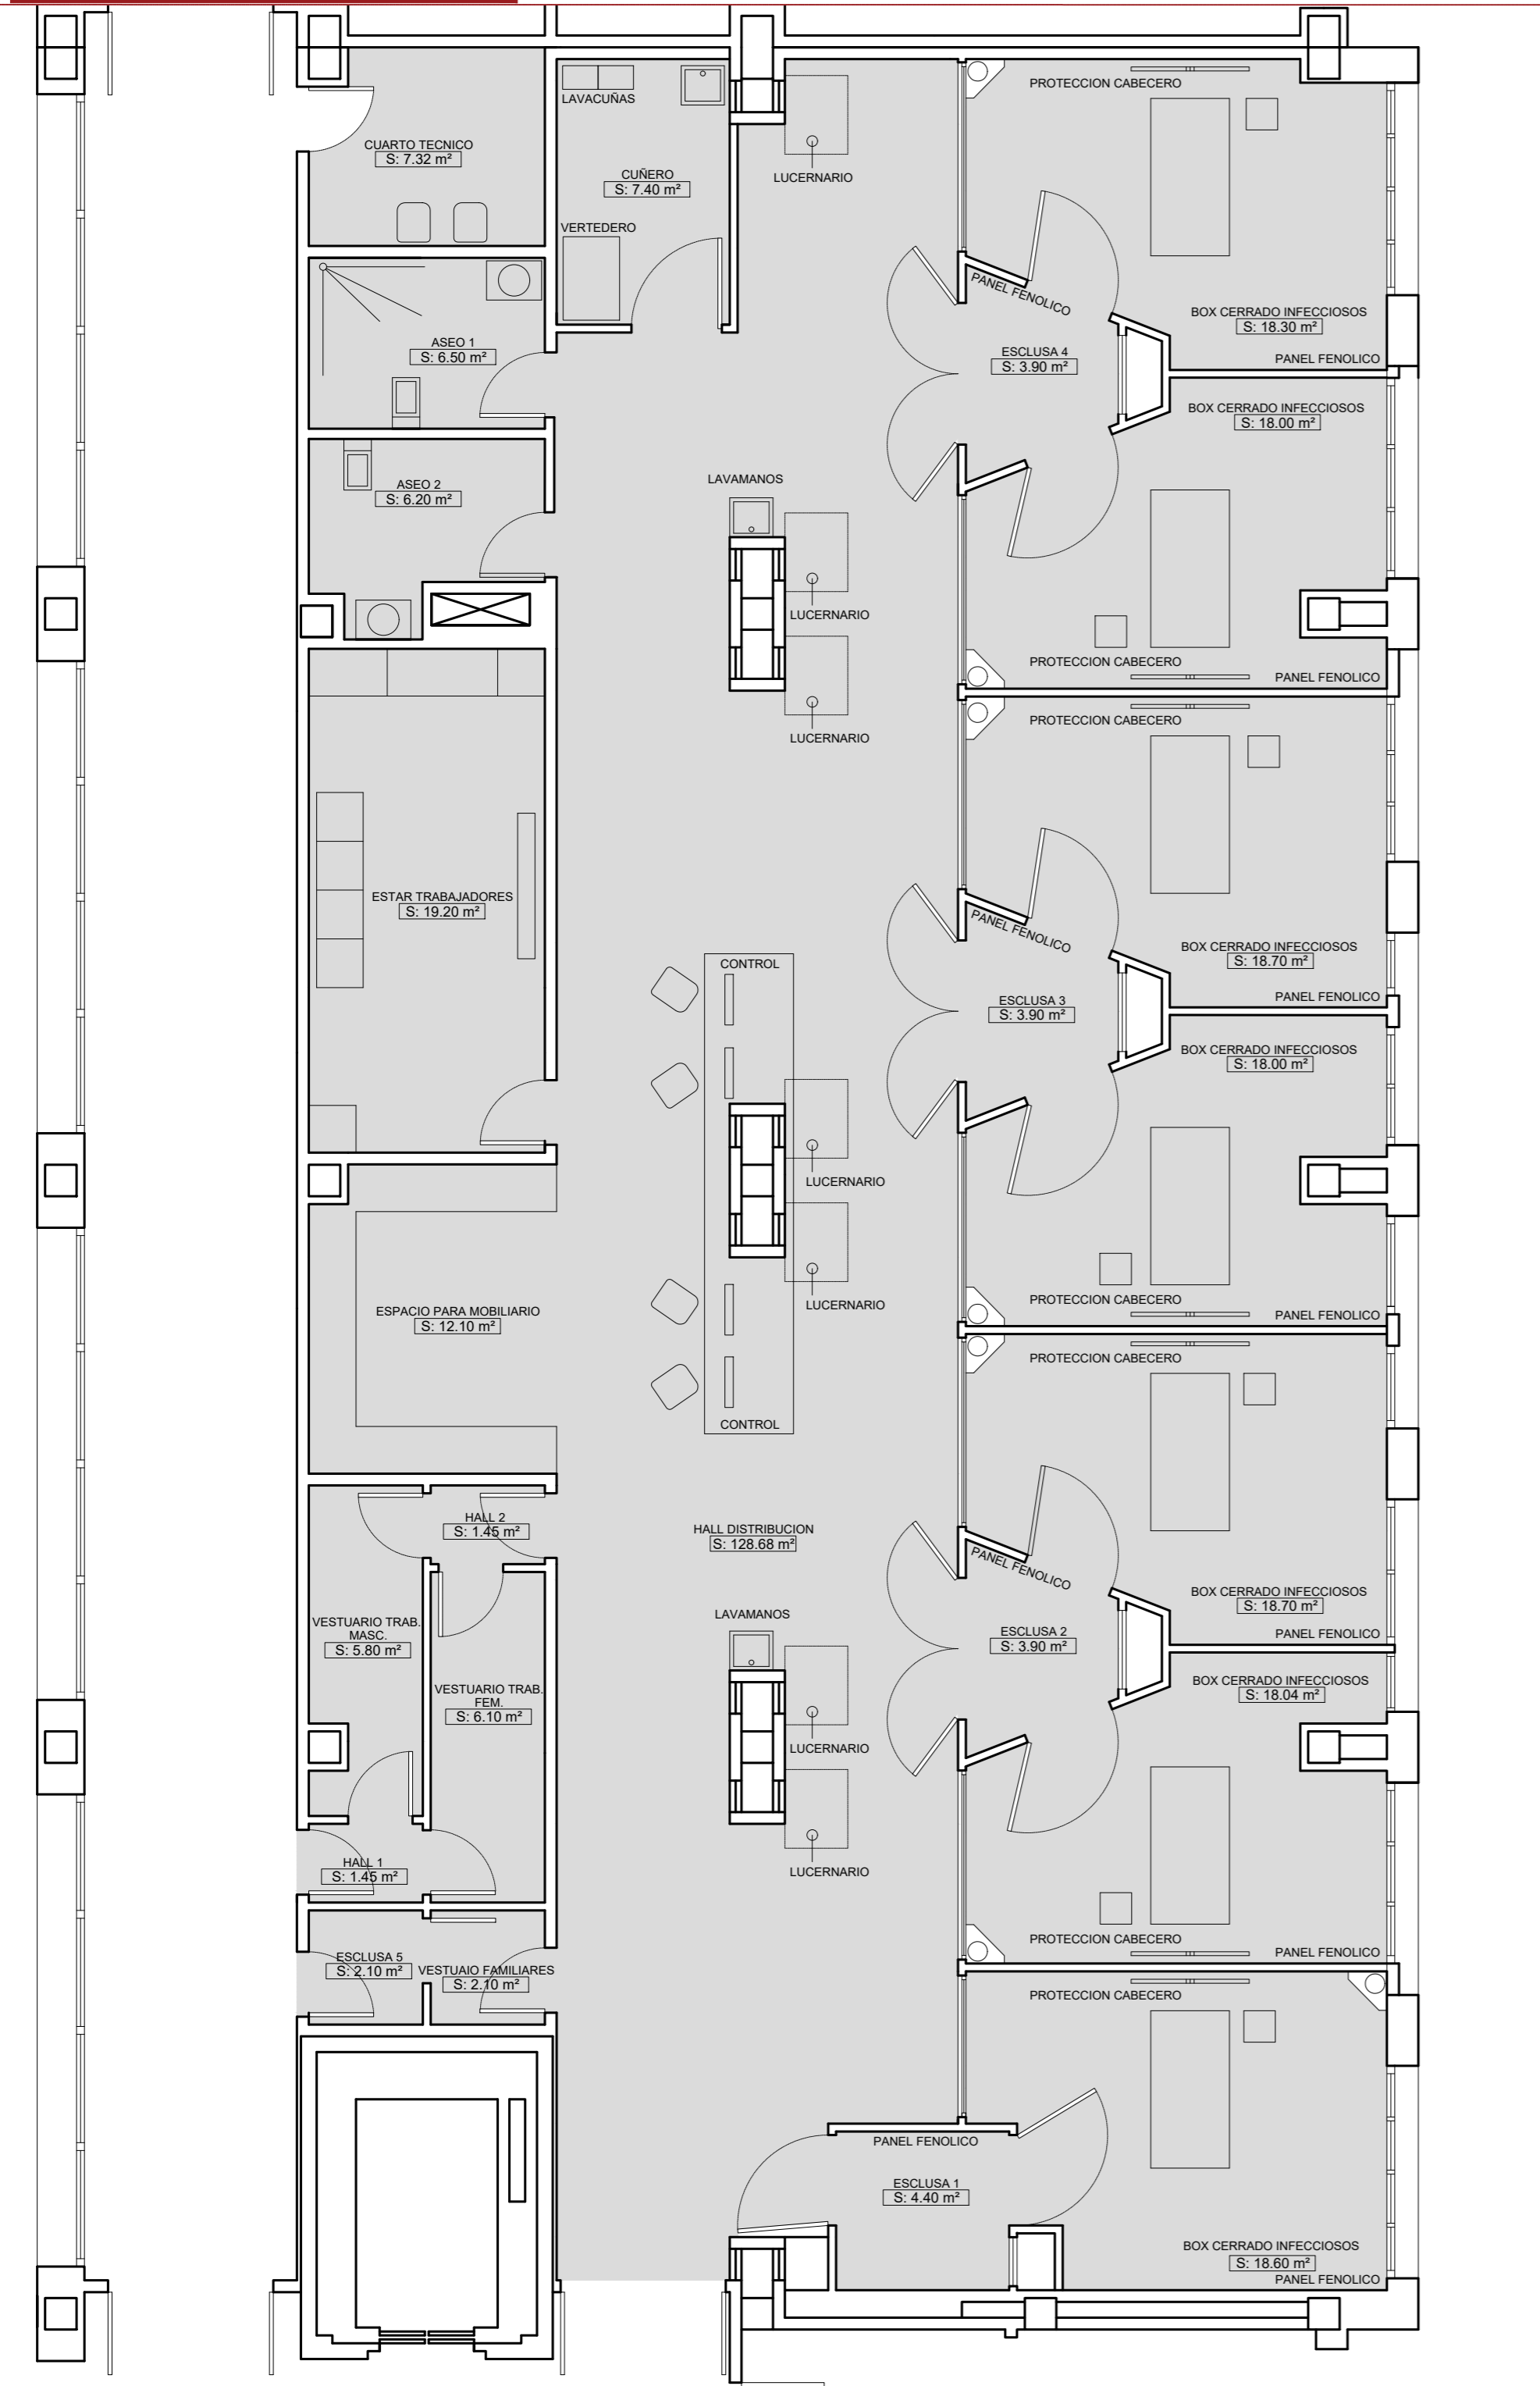 PROTECCION CABECERO
LAVACUÑAS
CUARTO TECNICO
S: 7.32 m²
CUÑERO
S: 7.40 m²
LUCERNARIO
VERTEDERO
PANEL FENOLICO
BOX CERRADO INFECCIOSOS
S: 18.30 m²
ASEO 1
S: 6.50 m²
ESCLUSA 4
S: 3.90 m²
PANEL FENOLICO
BOX CERRADO INFECCIOSOS
S: 18.00 m²
ASEO 2
S: 6.20 m²
LAVAMANOS
LUCERNARIO
PROTECCION CABECERO
PANEL FENOLICO
LUCERNARIO
PROTECCION CABECERO
ESTAR TRABAJADORES
S: 19.20 m²
PANEL FENOLICO
BOX CERRADO INFECCIOSOS
S: 18.70 m²
CONTROL
PANEL FENOLICO
ESCLUSA 3
S: 3.90 m²
BOX CERRADO INFECCIOSOS
S: 18.00 m²
LUCERNARIO
PROTECCION CABECERO
LUCERNARIO
ESPACIO PARA MOBILIARIO
S: 12.10 m²
PANEL FENOLICO
PROTECCION CABECERO
CONTROL
HALL 2
S: 1.45 m²
HALL DISTRIBUCION
S: 128.68 m²
PANEL FENOLICO
BOX CERRADO INFECCIOSOS
S: 18.70 m²
LAVAMANOS
VESTUARIO TRAB.
MASC.
S: 5.80 m²
ESCLUSA 2
S: 3.90 m²
PANEL FENOLICO
VESTUARIO TRAB.
FEM.
S: 6.10 m²
BOX CERRADO INFECCIOSOS
S: 18.04 m²
LUCERNARIO
HALL 1
S: 1.45 m²
LUCERNARIO
PROTECCION CABECERO
PANEL FENOLICO
ESCLUSA 5
S: 2.10 m²
VESTUAIO FAMILIARES
S: 2.10 m²
PROTECCION CABECERO
PANEL FENOLICO
ESCLUSA 1
S: 4.40 m²
BOX CERRADO INFECCIOSOS
S: 18.60 m²
PANEL FENOLICO